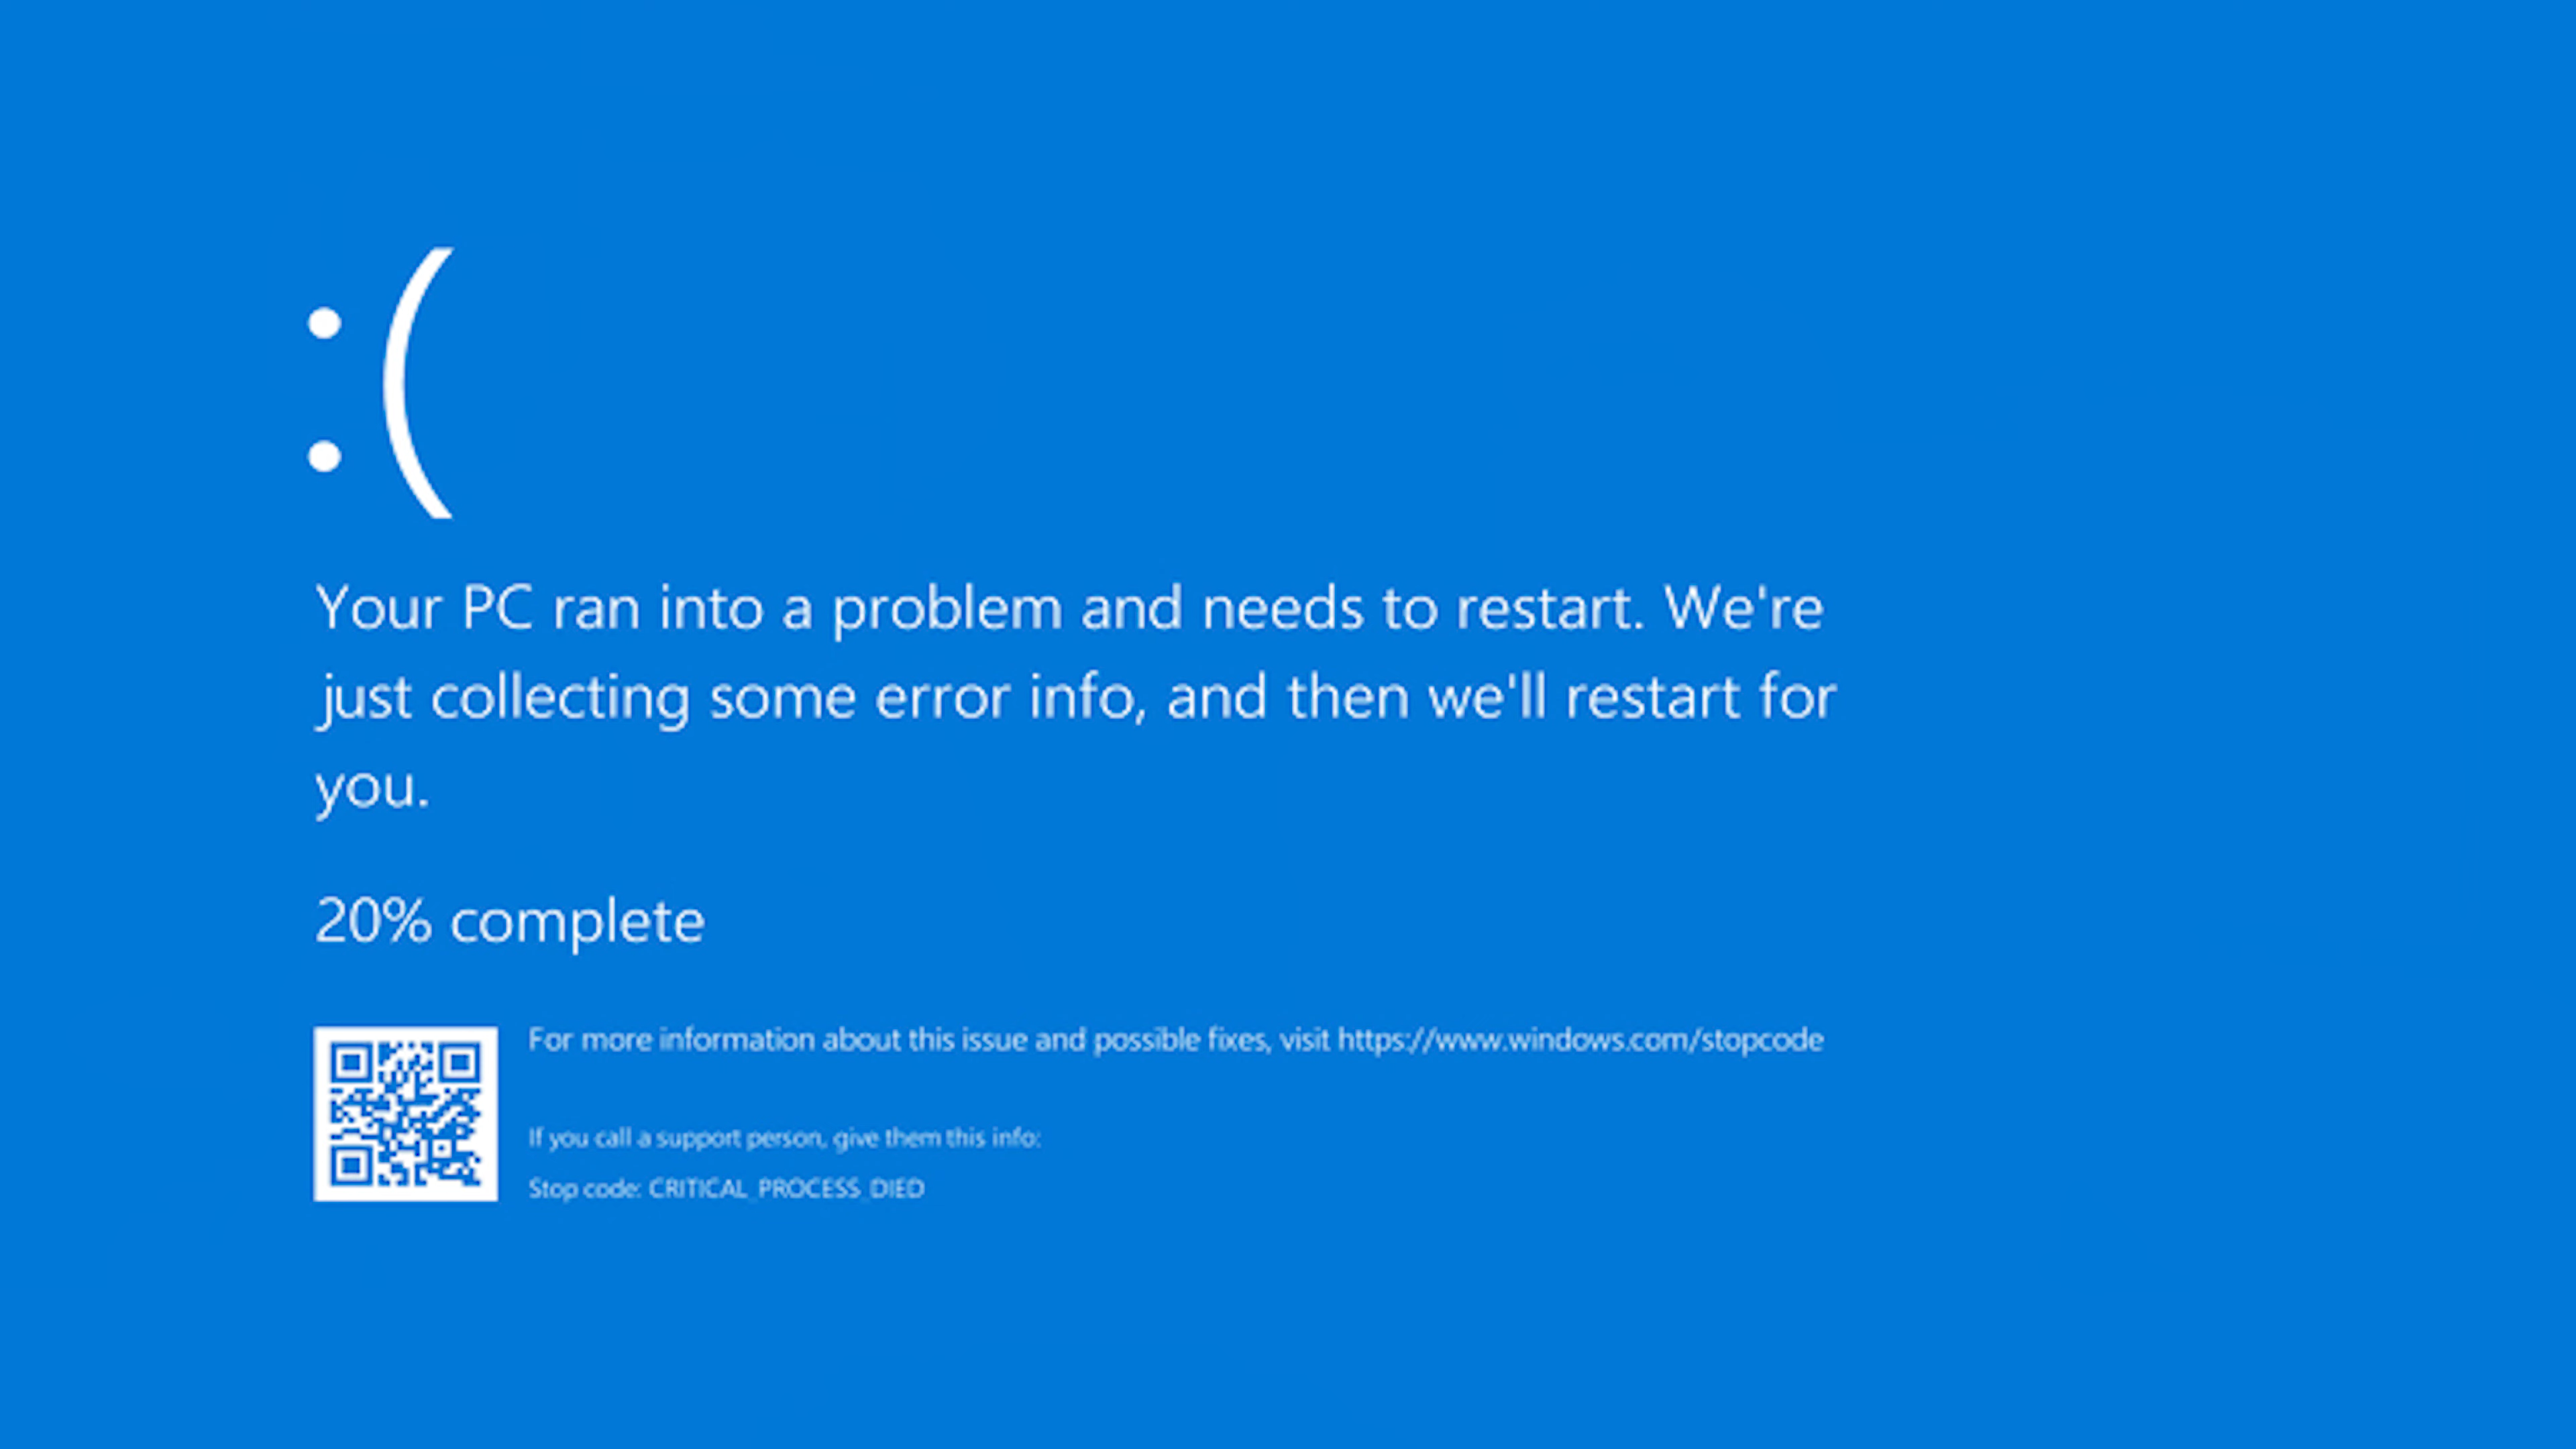 :(
Your PC ran into a problem and needs to restart. We're
just collecting some error info, and then we'll restart for
you.
20% complete
For more information about this issue and possible fixes, visit https://www.windows.com/stopcode
If you call a support person, give them this info:
Stop code: CRITICAL_PROCESS_DIED